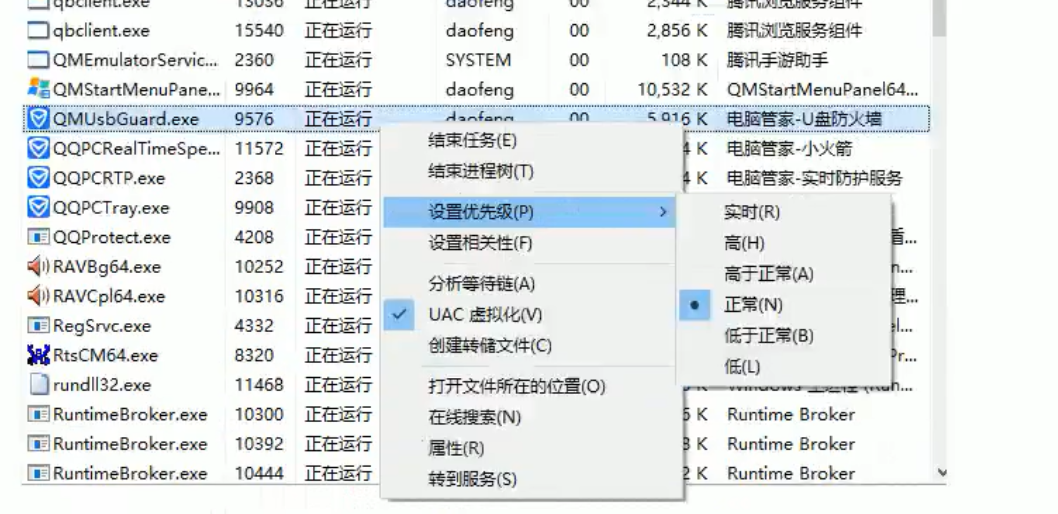 qbclient.exe 13036 正在运行 daofeng 00 2,344 K 腾讯浏览服务组件
qbclient.exe 15540 正在运行 daofeng 00 2,856 K 腾讯浏览服务组件
QMEmulatorServic... 2360 正在运行 SYSTEM 00 108 K 腾讯手游助手
QMStartMenuPane... 9964 正在运行 daofeng 00 10,532 K QMStartMenuPanel64...
QMUsbGuard.exe 9576 正在运行 daofeng 00 5,916 K 电脑管家-U盘防火墙
QQPCRealTimeSpe... 11572 正在运行 4 K 电脑管家-小火箭
QQPCRTP.exe 2368 正在运行 4 K 电脑管家-实时防护服务
QQPCTray.exe 9908 正在运行
QQProtect.exe 4208 正在运行
RAVBg64.exe 10252 正在运行
RAVCpl64.exe 10316 正在运行
RegSrvc.exe 4332 正在运行
RtsCM64.exe 8320 正在运行
rundll32.exe 11468 正在运行
RuntimeBroker.exe 10300 正在运行 6 K Runtime Broker
RuntimeBroker.exe 10392 正在运行 K Runtime Broker
RuntimeBroker.exe 10444 正在运行 2 K Runtime Broker
结束任务(E)
结束进程树(T)
设置优先级(P)
设置相关性(F)
分析等待链(A)
UAC 虚拟化(V)
创建转储文件(C)
打开文件所在的位置(O)
在线搜索(N)
属性(R)
转到服务(S)
实时(R)
高(H)
高于正常(A)
正常(N)
低于正常(B)
低(L)